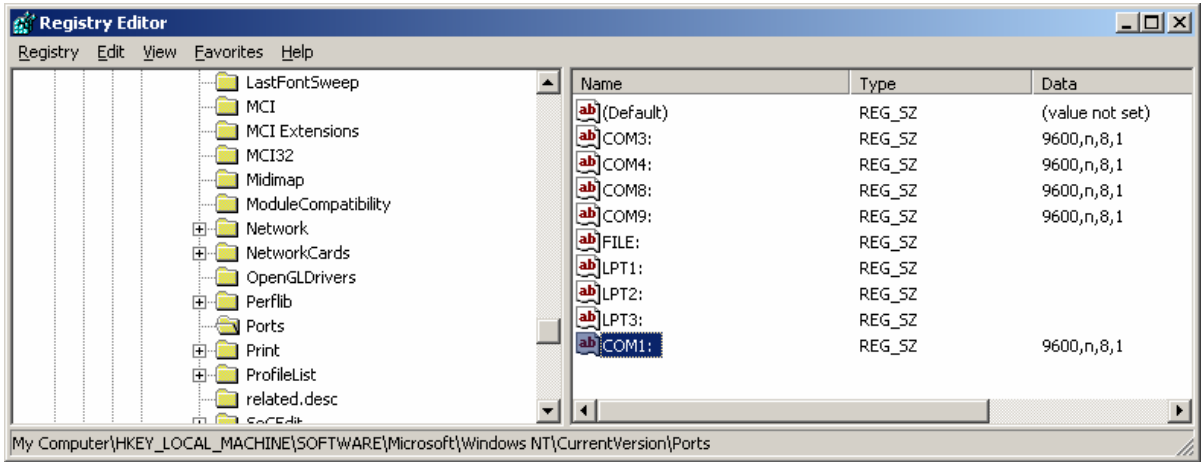 Registry Editor
Registry Edit View Favorites Help
LastFontSweep
MCI
MCI Extensions
MCI32
Midimap
ModuleCompatibility
Network
NetworkCards
OpenGLDrivers
Perflib
Ports
Print
ProfileList
related.desc
SeCEdit
Name Type Data
(Default) REG_SZ (value not set)
COM3: REG_SZ 9600,n,8,1
COM4: REG_SZ 9600,n,8,1
COM8: REG_SZ 9600,n,8,1
COM9: REG_SZ 9600,n,8,1
FILE: REG_SZ
LPT1: REG_SZ
LPT2: REG_SZ
LPT3: REG_SZ
COM1: REG_SZ 9600,n,8,1
My Computer\HKEY_LOCAL_MACHINE\SOFTWARE\Microsoft\Windows NT\CurrentVersion\Ports